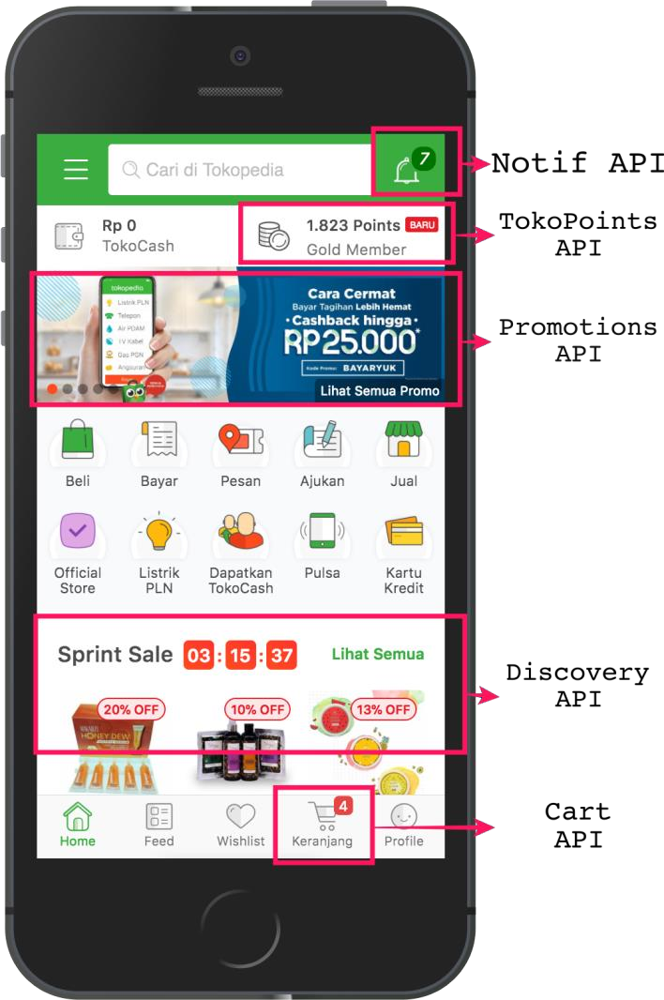 7
Cari di Tokopedia
Notif API
Rp 0
TokoCash
1.823 Points BARU
Gold Member
TokoPoints
API
tokopedia
Listrik PLN
Telepon
Air PDAM
TV Kabel
Gas PGN
Angsuran
Cara Cermat
Bayar Tagihan Lebih Hemat
• Cashback hingga •
RP25.000*
Kode Promo: BAYARYUK
Lihat Semua Promo
Promotions
API
Beli Bayar Pesan Ajukan Jual
Official Store
Listrik PLN
Dapatkan TokoCash
Pulsa
Kartu Kredit
Sprint Sale 03 : 15 : 37 Lihat Semua
20% OFF 10% OFF 13% OFF
HONEY DEW
Discovery
API
4
Home Feed Wishlist Keranjang Profile
Cart
API